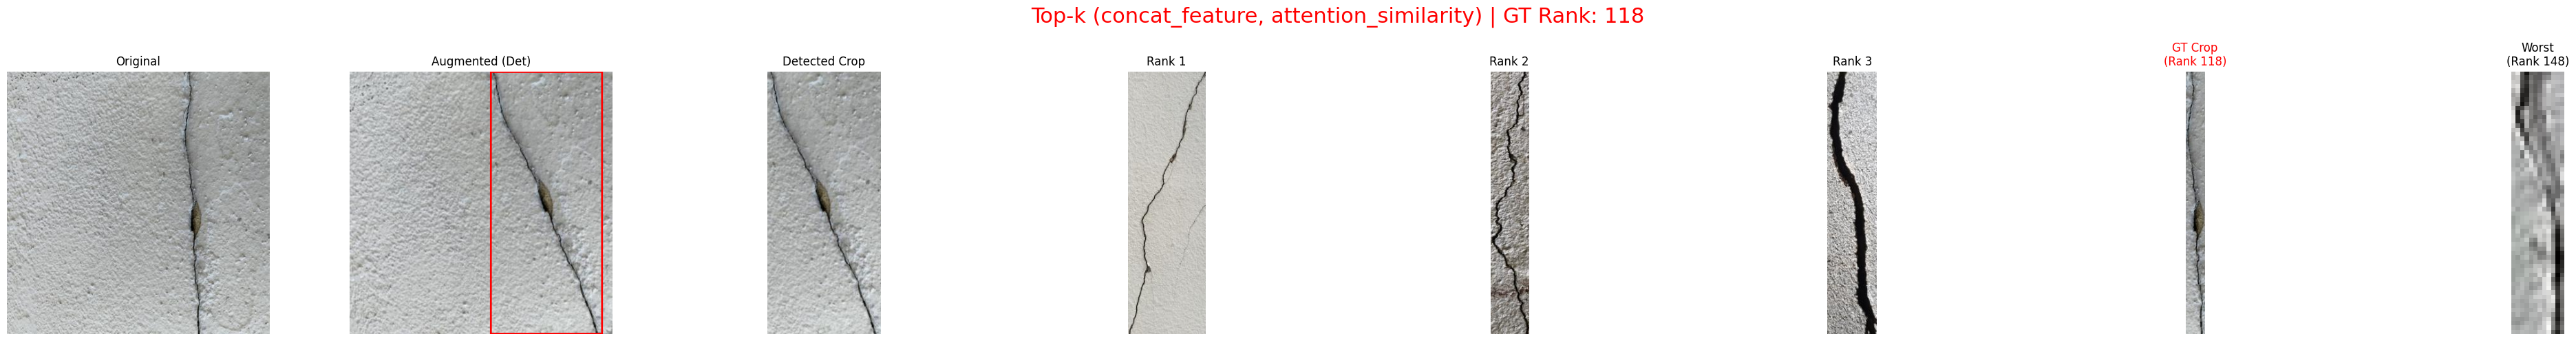 Top-k (concat_feature, attention_similarity) | GT Rank: 118
Original
Augmented (Det)
Detected Crop
Rank 1
Rank 2
Rank 3
GT Crop
(Rank 118)
Worst
(Rank 148)